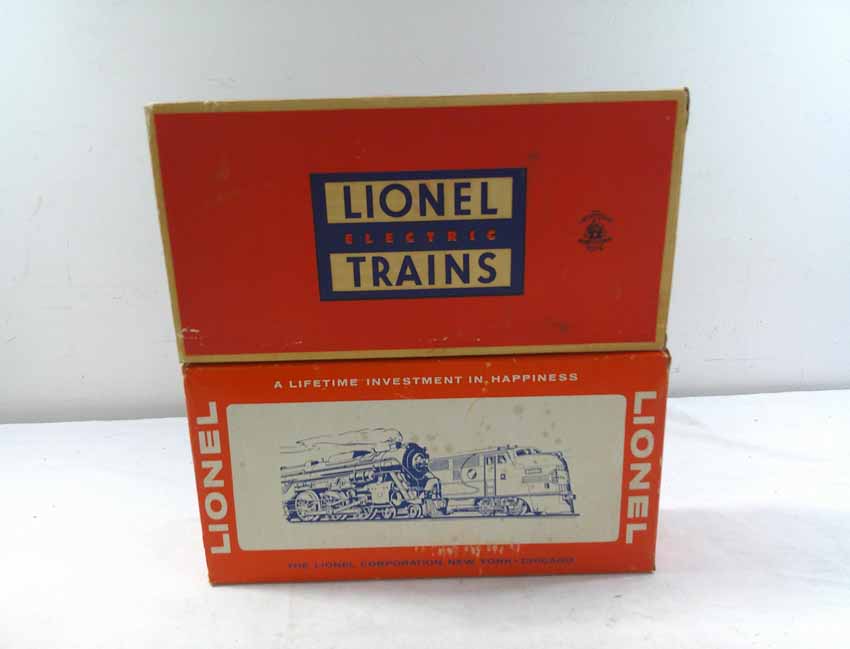 LIONEL
ELECTRIC
TRAINS
A LIFETIME INVESTMENT IN HAPPINESS
LIONEL
LIONEL
THE LIONEL CORPORATION NEW YORK • CHICAGO